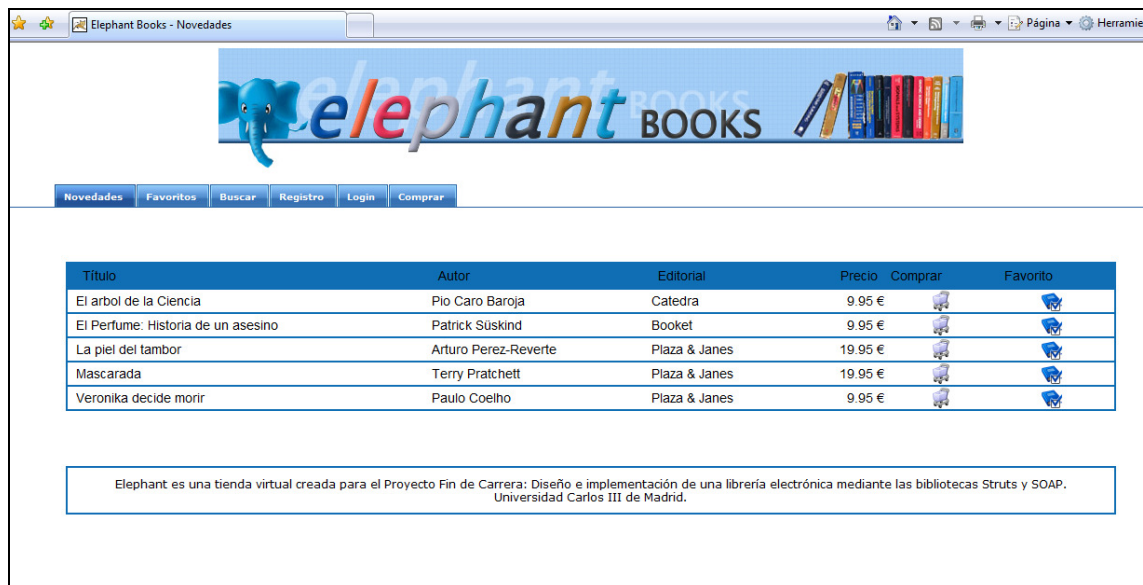 Elephant Books - Novedades
Página
Herramie
elephant BOOKS
Novedades Favoritos Buscar Registro Login Comprar
Título Autor Editorial Precio Comprar Favorito
El arbol de la Ciencia Pio Caro Baroja Catedra 9.95 €
El Perfume: Historia de un asesino Patrick Süskind Booket 9.95 €
La piel del tambor Arturo Perez-Reverte Plaza & Janes 19.95 €
Mascarada Terry Pratchett Plaza & Janes 19.95 €
Veronika decide morir Paulo Coelho Plaza & Janes 9.95 €
Elephant es una tienda virtual creada para el Proyecto Fin de Carrera: Diseño e implementación de una librería electrónica mediante las bibliotecas Struts y SOAP.
Universidad Carlos III de Madrid.